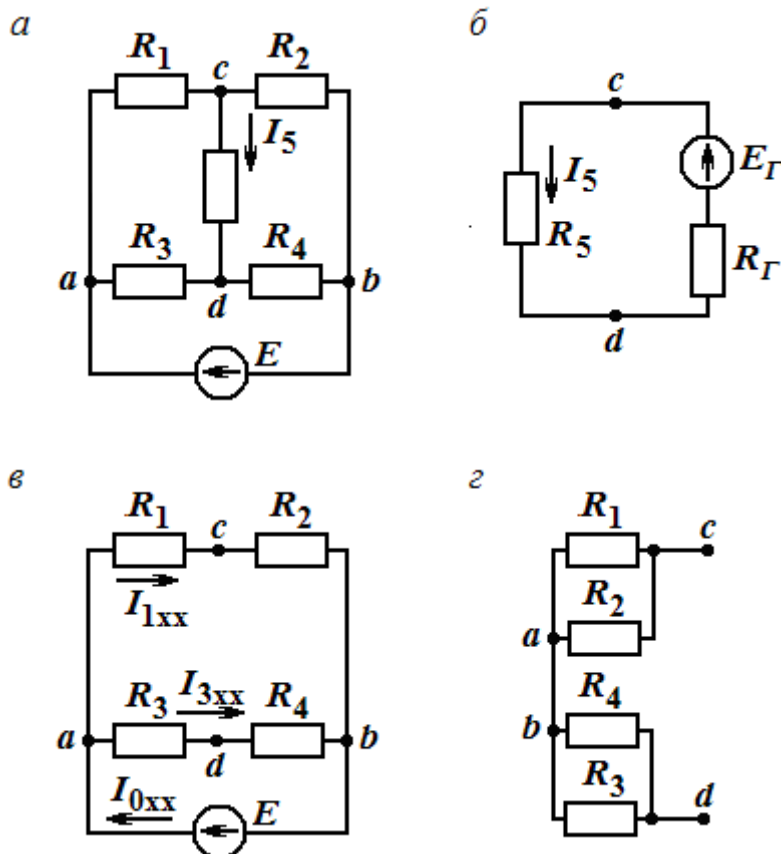 а
R1 c R2
I5
R3 R4
a d b
E
б
c
I5 EГ
R5 RГ
d
в
R1 c R2
I1xx
R3 I3xx R4
a d b
I0xx E
г
R1 c
R2
a
R4
b
R3 d